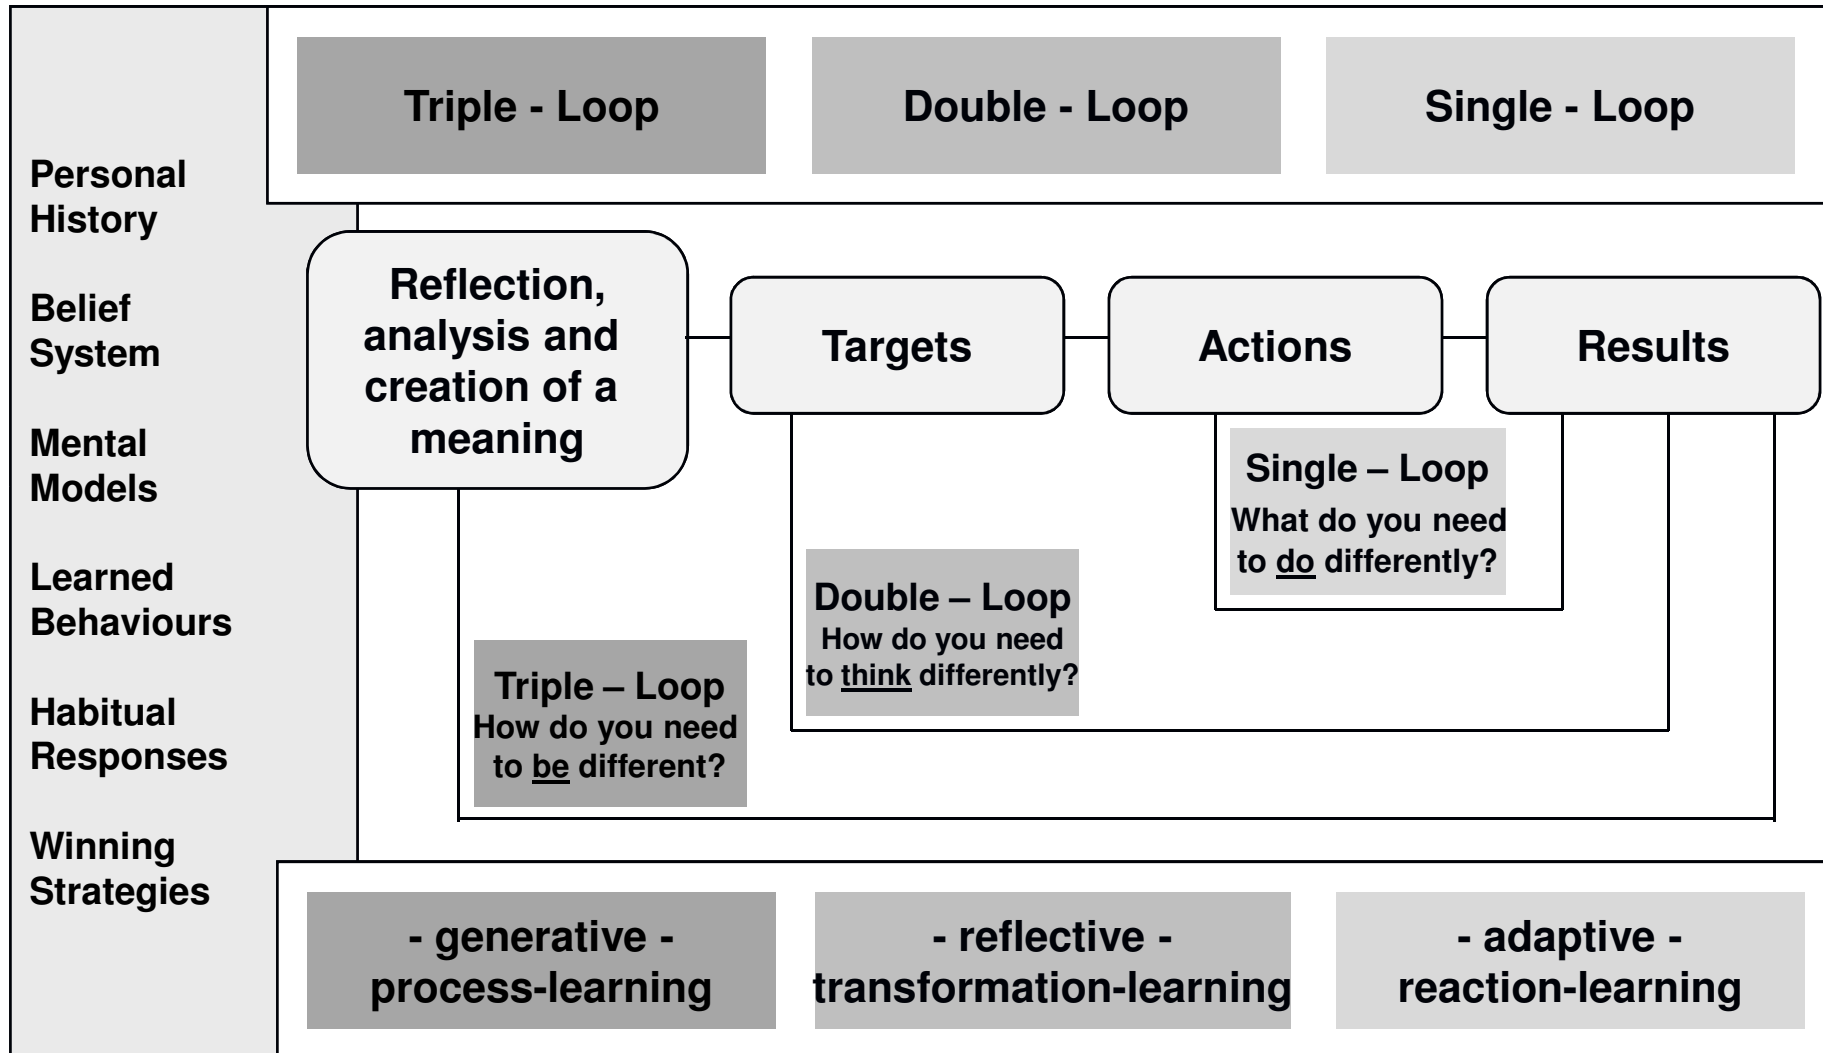 Triple - Loop
Double - Loop
Single - Loop
Personal
History
Belief
System
Mental
Models
Learned
Behaviours
Habitual
Responses
Winning
Strategies
Reflection,
analysis and
creation of a
meaning
Targets
Actions
Results
Single – Loop
What do you need
to do differently?
Double – Loop
How do you need
to think differently?
Triple – Loop
How do you need
to be different?
- generative -
process-learning
- reflective -
transformation-learning
- adaptive -
reaction-learning